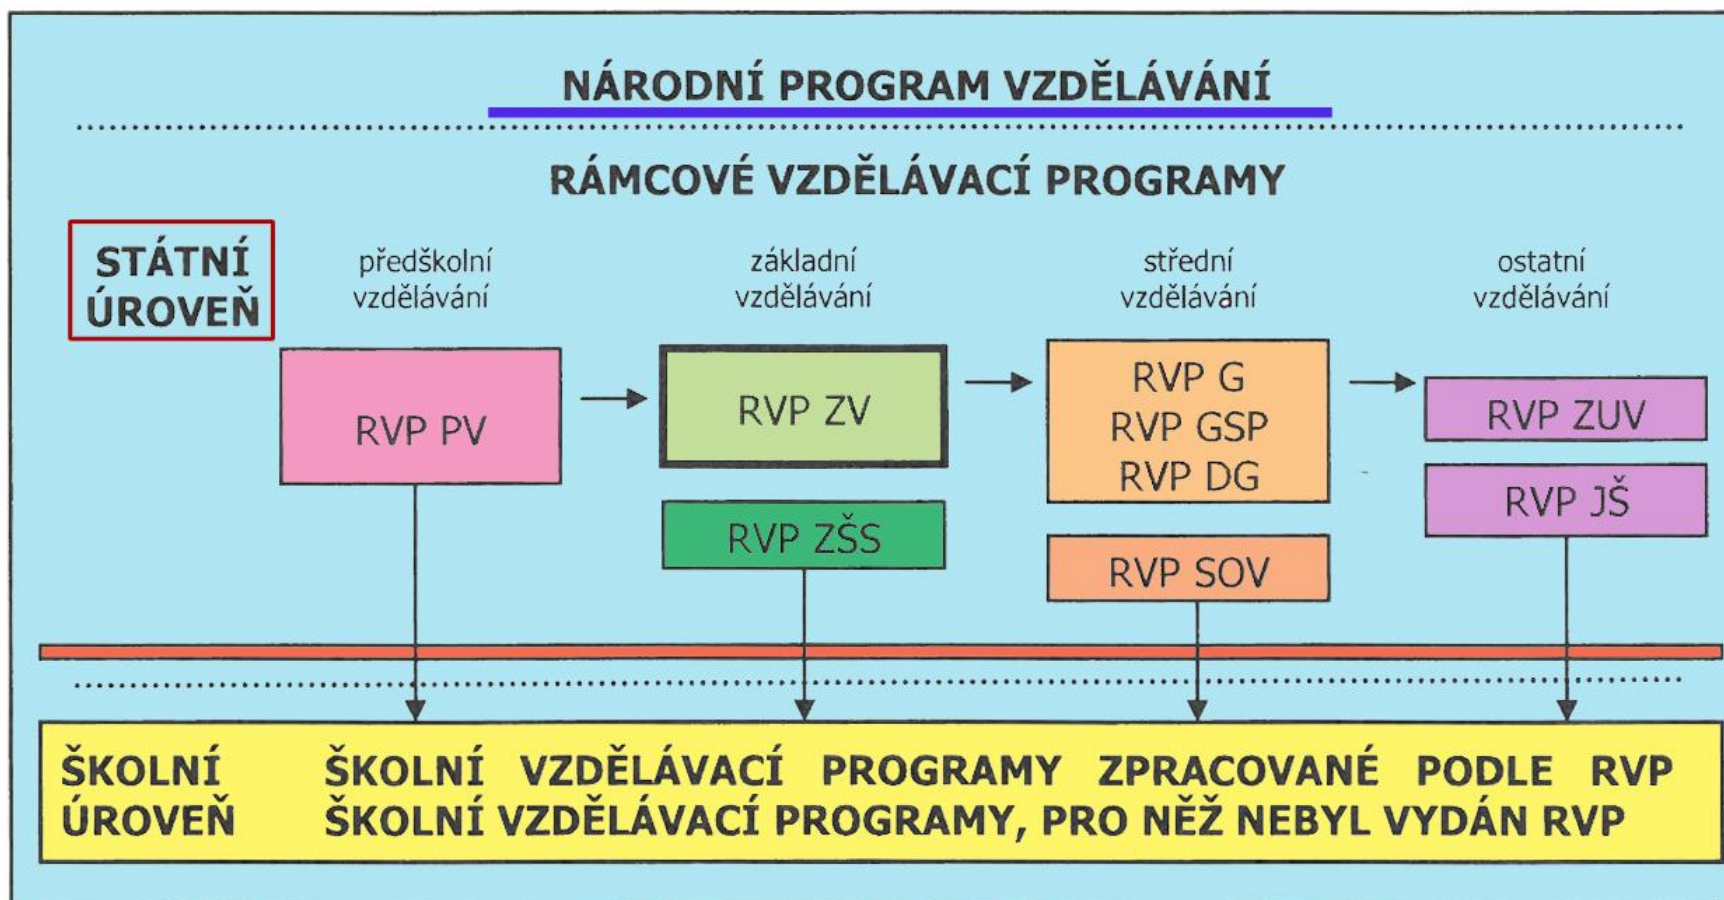 NÁRODNÍ PROGRAM VZDĚLÁVÁNÍ
RÁMCOVÉ VZDĚLÁVACÍ PROGRAMY
STÁTNÍ
ÚROVEŇ
předškolní
vzdělávání
základní
vzdělávání
střední
vzdělávání
ostatní
vzdělávání
RVP PV
RVP ZV
RVP ZŠS
RVP G
RVP GSP
RVP DG
RVP SOV
RVP ZUV
RVP JŠ
ŠKOLNÍ
ÚROVEŇ
ŠKOLNÍ VZDĚLÁVACÍ PROGRAMY ZPRACOVANÉ PODLE RVP
ŠKOLNÍ VZDĚLÁVACÍ PROGRAMY, PRO NĚŽ NEBYL VYDÁN RVP